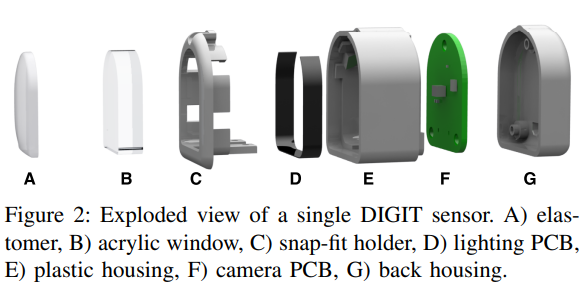 A B C D E F G
Figure 2: Exploded view of a single DIGIT sensor. A) elas-
tomer, B) acrylic window, C) snap-fit holder, D) lighting PCB,
E) plastic housing, F) camera PCB, G) back housing.